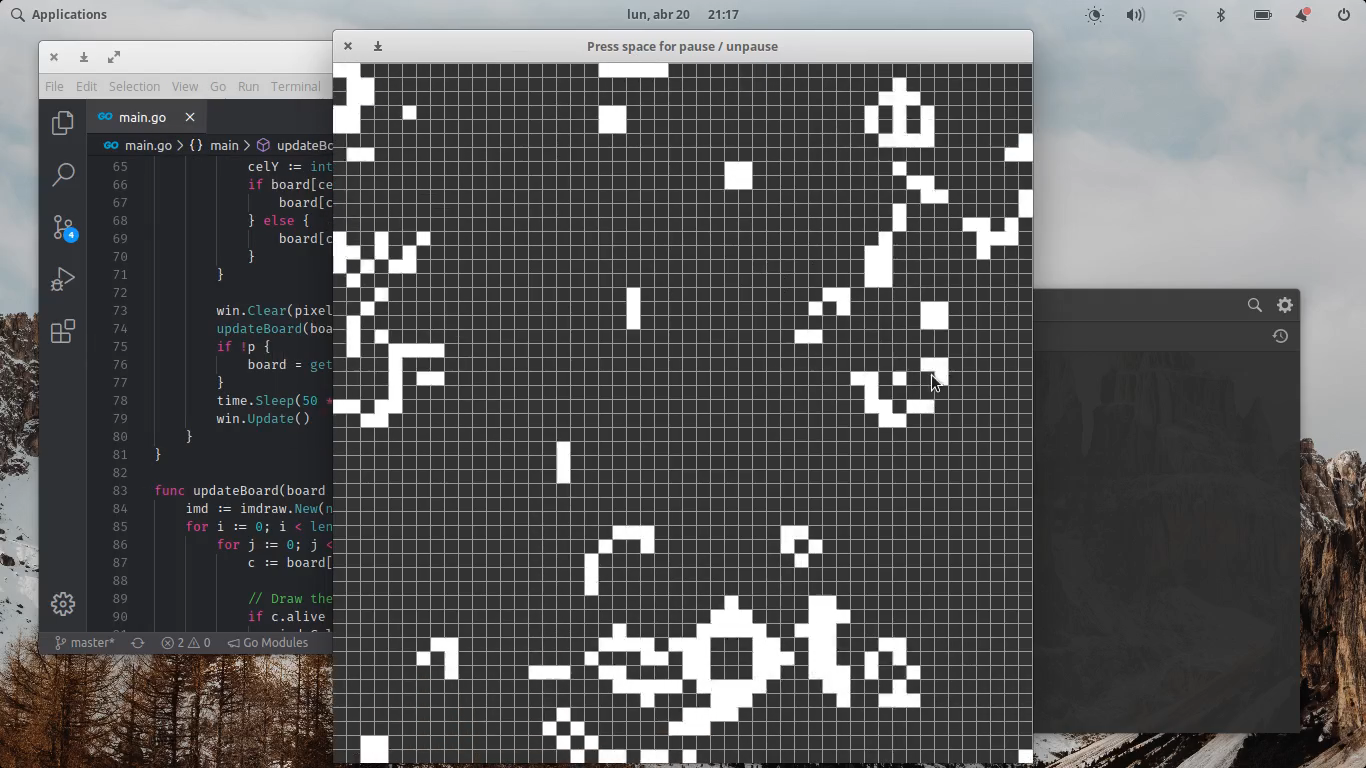 Applications
lun, abr 20 21:17
Press space for pause / unpause
File Edit Selection View Go Run Terminal
main.go
main.go > {} main > updateBo
65 celY := int
66 if board[ce
67 board[c
68 } else {
69 board[c
70 }
71 }
72
73 win.Clear(pixel
74 updateBoard(boa
75 if !p {
76 board = get
77 }
78 time.Sleep(50 *
79 win.Update()
80 }
81 }
82
83 func updateBoard(board
84 imd := imdraw.New(n
85 for i := 0; i < len
86 for j := 0; j <
87 c := board[
88
89 // Draw the
90 if c.alive
4
master* 2 0 Go Modules